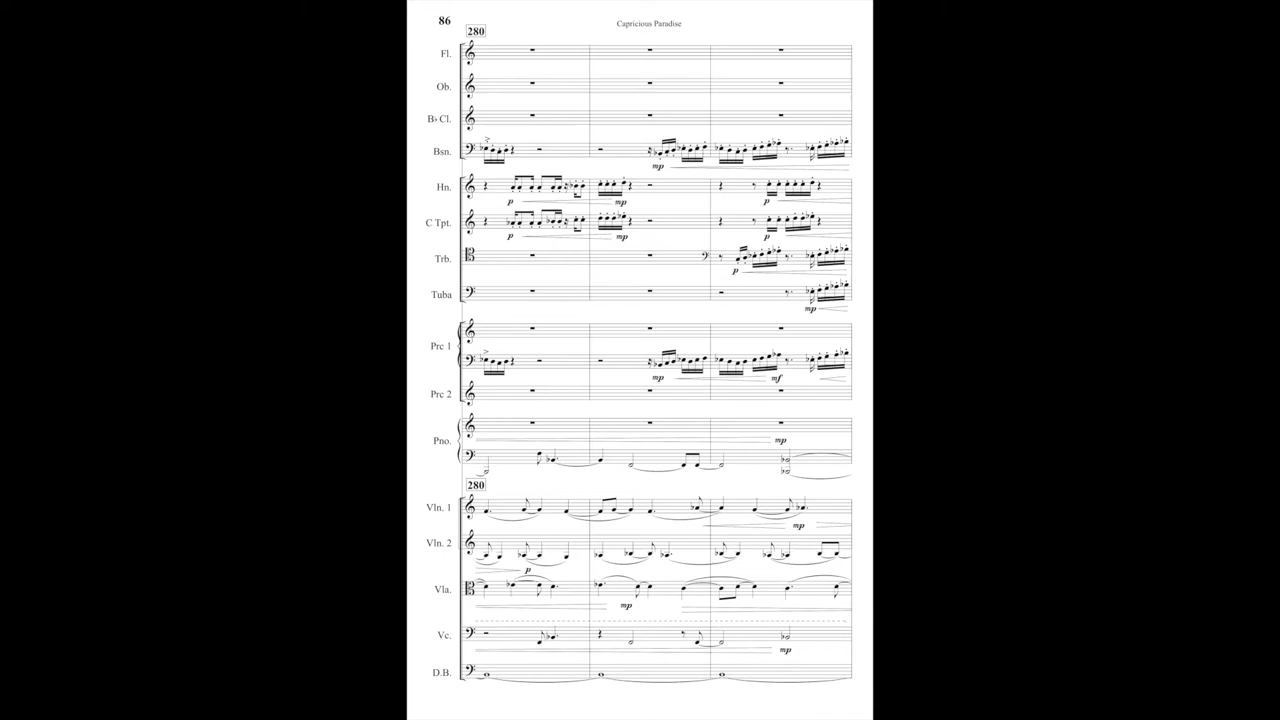 86
Capricious Paradise
280
Fl.
Ob.
B♭ Cl.
Bsn.
mp
Hn.
p mp p
C Tpt.
p mp p
Trb.
p
Tuba
mp
Prc 1
mp mf
Prc 2
Pno.
mp
280
Vln. 1
mp
Vln. 2
p
Vla.
mp
Vc.
mp
D.B.